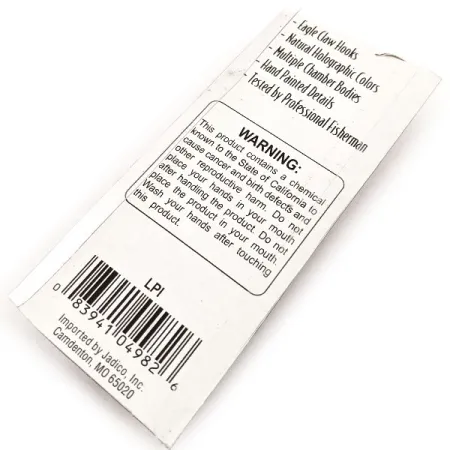 - Eagle Claw Hooks
- Natural Holographic Colors
- Multiple Chamber Bodies
- Hand Painted Details
- Tested by Professional Fisherman
WARNING:
This product contains a chemical
known to the State of California to
cause cancer and birth defects and
other reproductive harm. Do not
place your hands in your mouth
after handling the product. Do not
place the product in your mouth.
Wash your hands after touching
this product.
LPI
0 83941 04982 6
Imported by Jadico, Inc.
Camdenton, MO 65020